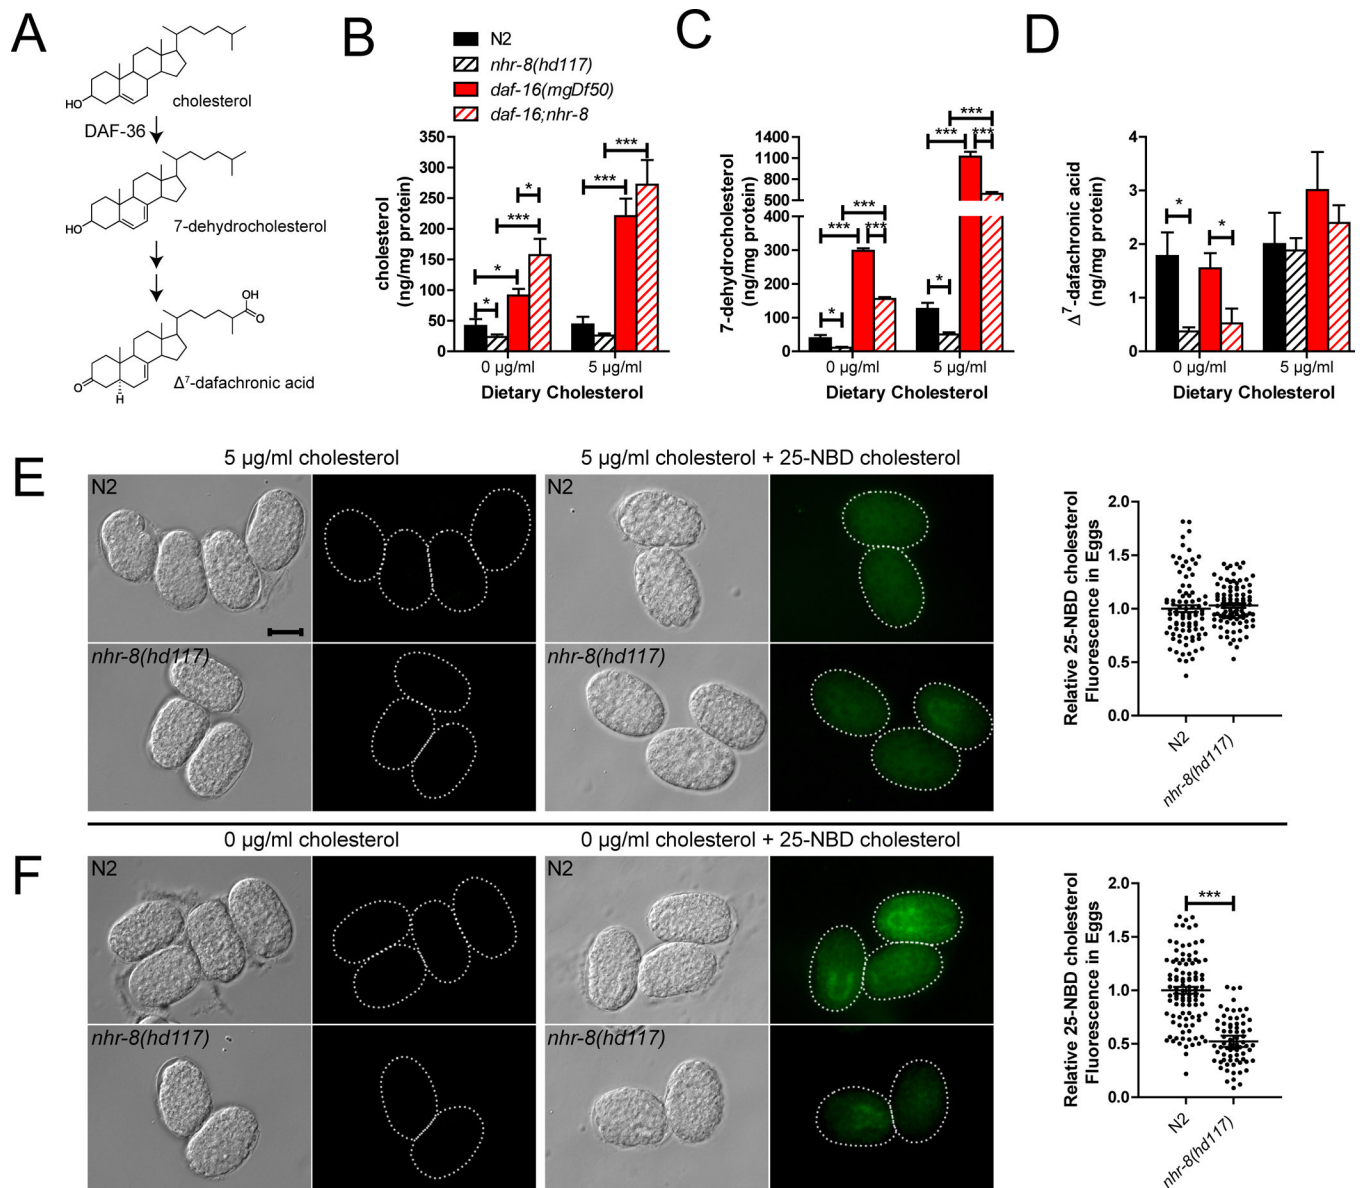 A
HO
cholesterol
DAF-36
HO
7-dehydrocholesterol
OH
O
O
H
Δ7-dafachronic acid
B
N2
nhr-8(hd117)
daf-16(mgDf50)
daf-16;nhr-8
cholesterol
(ng/mg protein)
350
300
250
200
150
100
50
0
*
*
***
*
***
***
0 µg/ml
5 µg/ml
Dietary Cholesterol
C
7-dehydrocholesterol
(ng/mg protein)
1400
1100
800
500
400
300
200
100
0
*
***
***
***
*
***
***
***
0 µg/ml
5 µg/ml
Dietary Cholesterol
D
Δ7-dafachronic acid
(ng/mg protein)
4
3
2
1
0
*
*
0 µg/ml
5 µg/ml
Dietary Cholesterol
E
5 µg/ml cholesterol
5 µg/ml cholesterol + 25-NBD cholesterol
N2
N2
nhr-8(hd117)
nhr-8(hd117)
Relative 25-NBD cholesterol
Fluorescence in Eggs
2.0
1.5
1.0
0.5
0.0
N2
nhr-8(hd117)
F
0 µg/ml cholesterol
0 µg/ml cholesterol + 25-NBD cholesterol
N2
N2
nhr-8(hd117)
nhr-8(hd117)
Relative 25-NBD cholesterol
Fluorescence in Eggs
2.0
1.5
1.0
0.5
0.0
***
N2
nhr-8(hd117)